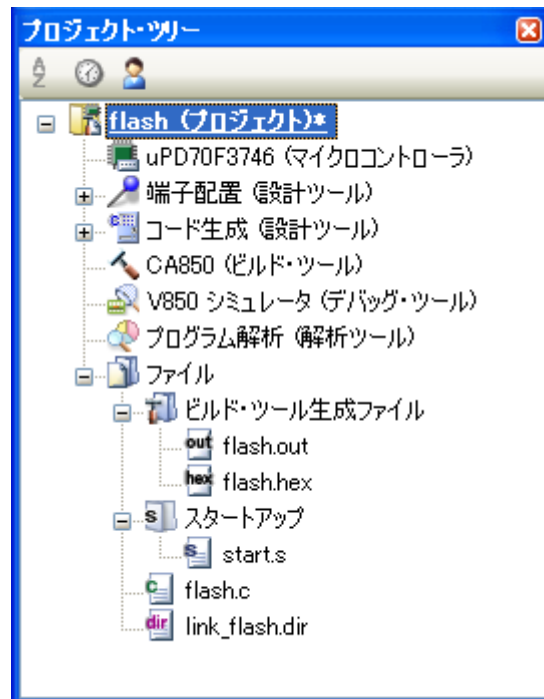 プロジェクト・ツリー
flash (プロジェクト)*
uPD70F3746 (マイクロコントローラ)
端子配置 (設計ツール)
コード生成 (設計ツール)
CA850 (ビルド・ツール)
V850 シミュレータ (デバッグ・ツール)
プログラム解析 (解析ツール)
ファイル
ビルド・ツール生成ファイル
out flash.out
hex flash.hex
S スタートアップ
S start.s
C flash.c
dir link_flash.dir